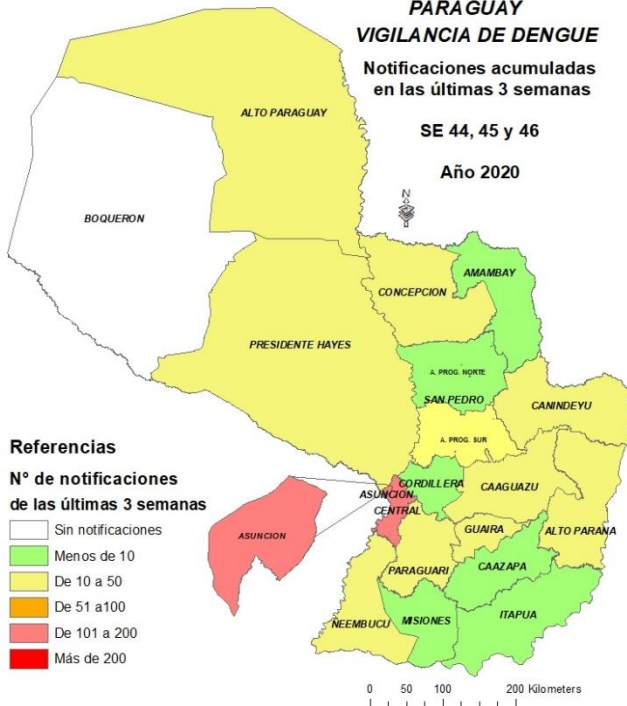 PARAGUAY
VIGILANCIA DE DENGUE
Notificaciones acumuladas
en las últimas 3 semanas
SE 44, 45 y 46
Año 2020
N
ALTO PARAGUAY
BOQUERON
AMAMBAY
CONCEPCION
PRESIDENTE HAYES
A. PROG. NORTE
SAN PEDRO
CANINDEYU
A. PROG. SUR
CORDILLERA
ASUNCION
CENTRAL
CAAGUAZU
GUAIRA
ALTO PARANA
ASUNCION
PARAGUARI
CAAZAPA
ÑEEMBUCU
MISIONES
ITAPUA
Referencias
N° de notificaciones
de las últimas 3 semanas
Sin notificaciones
Menos de 10
De 10 a 50
De 51 a100
De 101 a 200
Más de 200
0 50 100 200 Kilometers